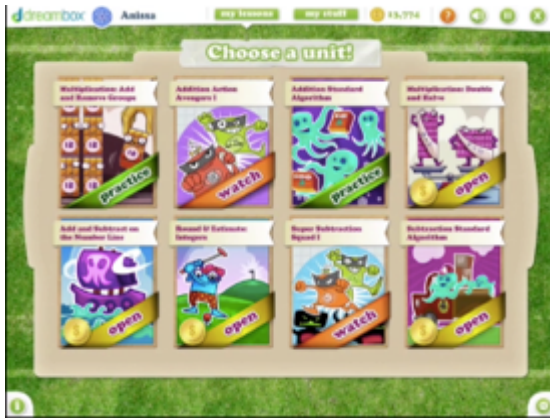 dreambox Anissa my lessons my stuff 13,774 ?
Choose a unit!
Multiplication: Add
and Remove Groups
practice
Addition Action
Avengers I
watch
Addition Standard
Algorithm
practice
Multiplication: Double
and Halve
open
Add and Subtract on
the Number Line
open
Round & Estimate:
Integers
open
Super Subtraction
Squad I
watch
Subtraction Standard
Algorithm
open